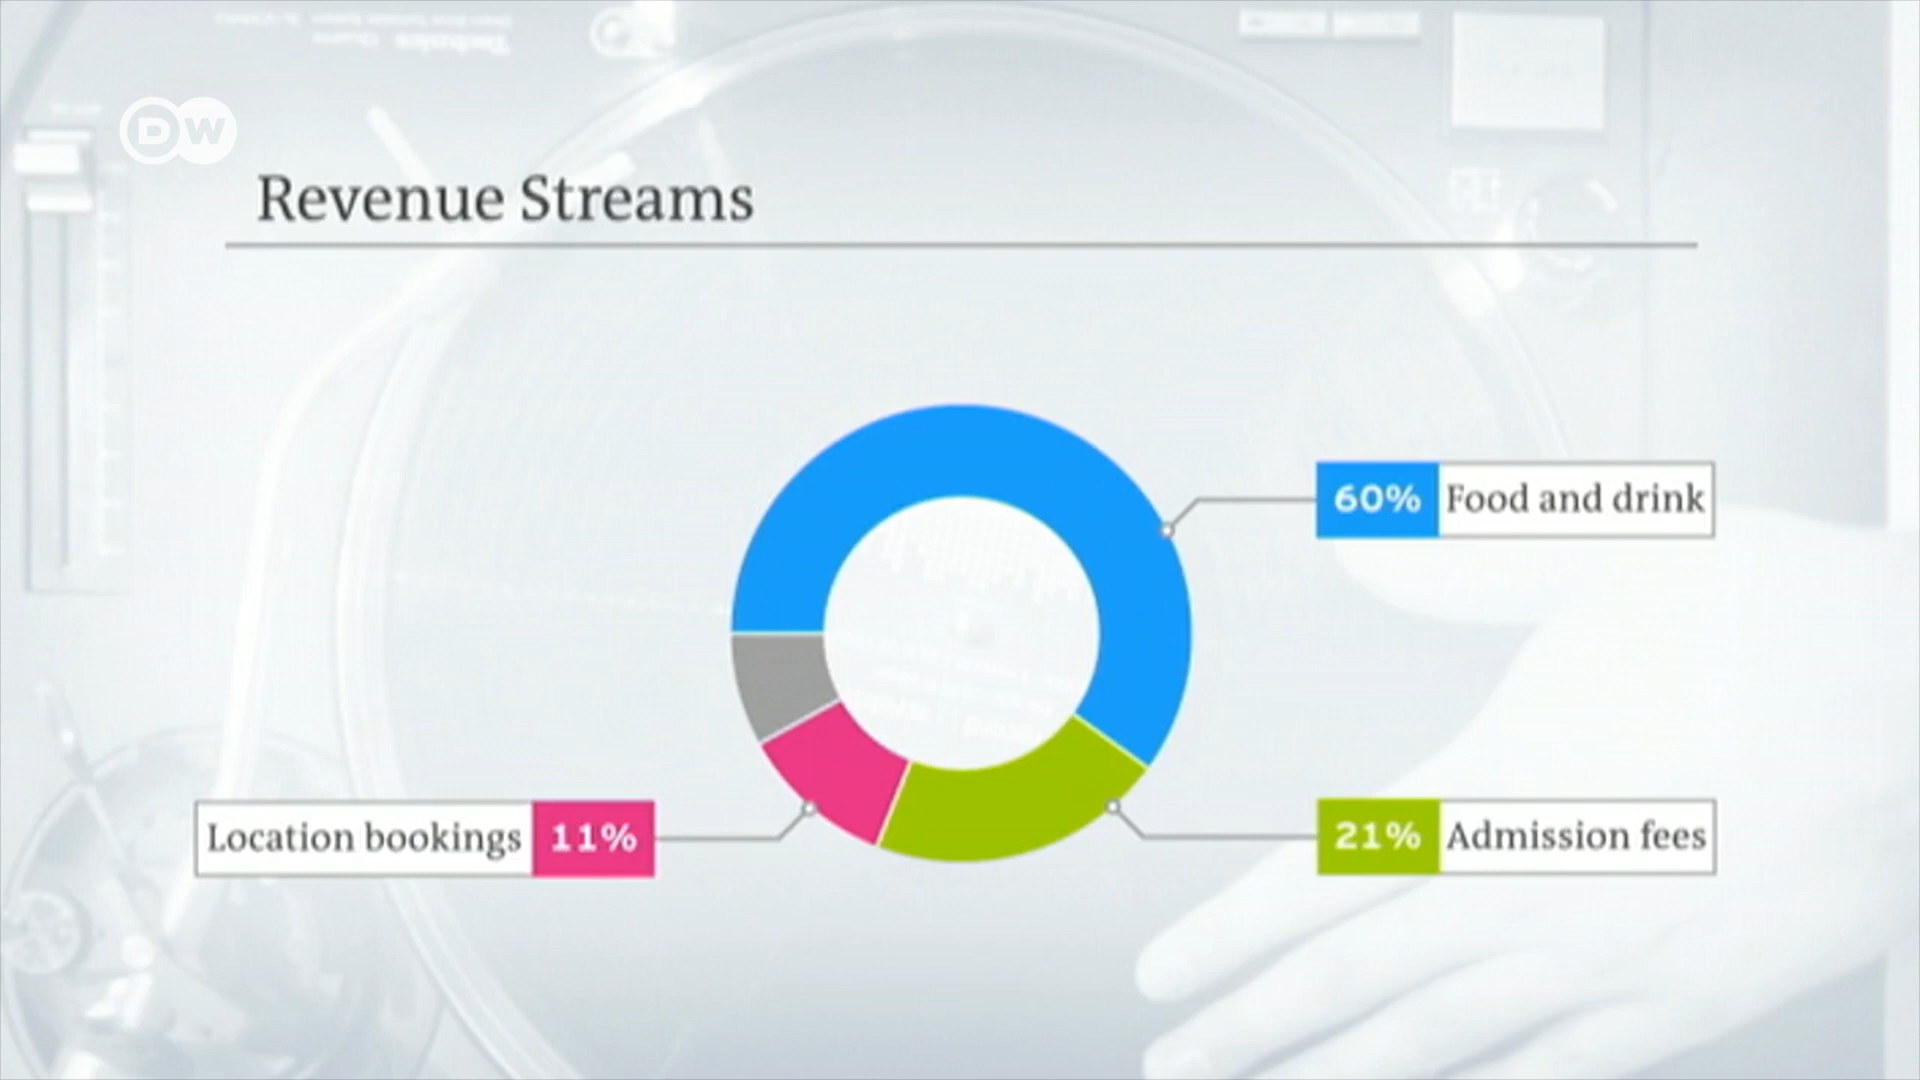 DW
Revenue Streams
60% Food and drink
Location bookings 11%
21% Admission fees